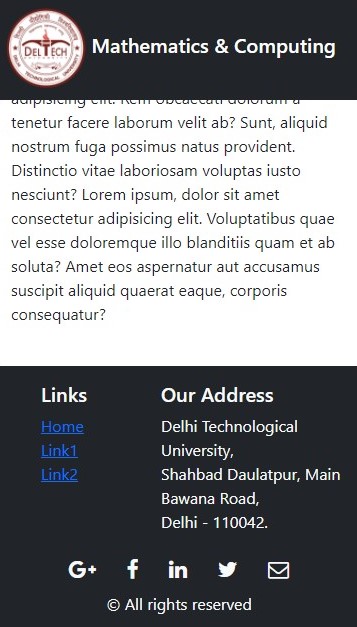 DELTECH
Mathematics & Computing
adipisicing elit. Rem obcaecati dolorum a
tenetur facere laborum velit ab? Sunt, aliquid
nostrum fuga possimus natus provident.
Distinctio vitae laboriosam voluptas iusto
nesciunt? Lorem ipsum, dolor sit amet
consectetur adipisicing elit. Voluptatibus quae
vel esse doloremque illo blanditiis quam et ab
soluta? Amet eos aspernatur aut accusamus
suscipit aliquid quaerat eaque, corporis
consequatur?
Links
Home
Link1
Link2
Our Address
Delhi Technological
University,
Shahbad Daulatpur, Main
Bawana Road,
Delhi - 110042.
G+
f
in
© All rights reserved